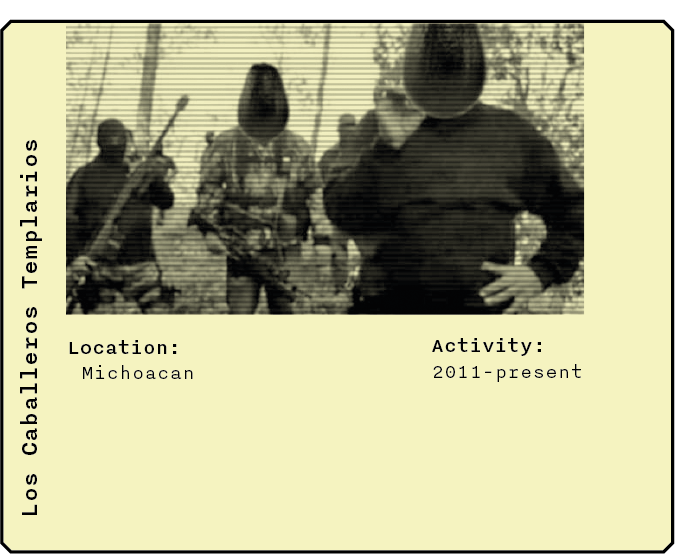 Los Caballeros Templarios
Location:
Michoacan
Activity:
2011-present